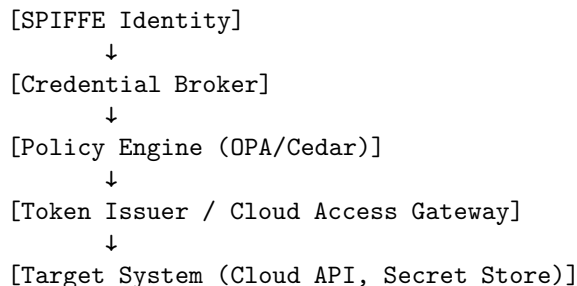 [SPIFFE Identity]
↓
[Credential Broker]
↓
[Policy Engine (OPA/Cedar)]
↓
[Token Issuer / Cloud Access Gateway]
↓
[Target System (Cloud API, Secret Store)]